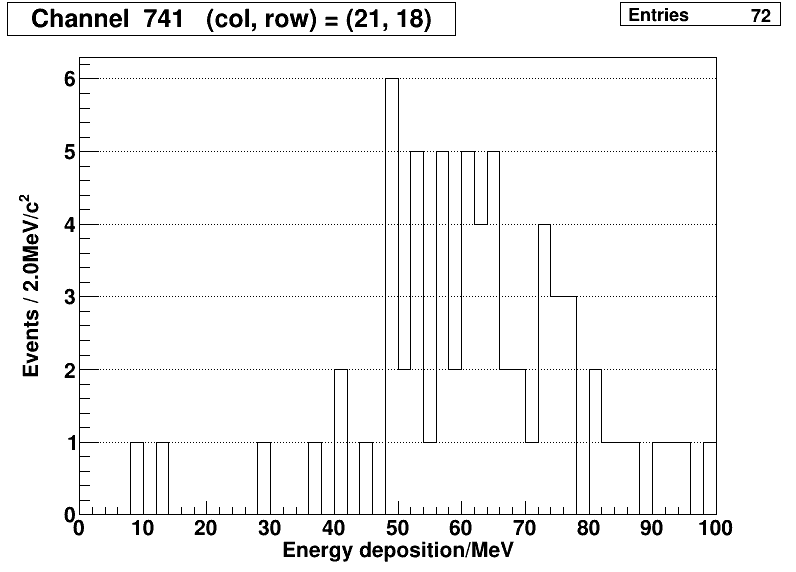 Channel 741 (col, row) = (21, 18)
Entries 72
Events / 2.0MeV/c²
6
5
4
3
2
1
0
0 10 20 30 40 50 60 70 80 90 100
Energy deposition/MeV